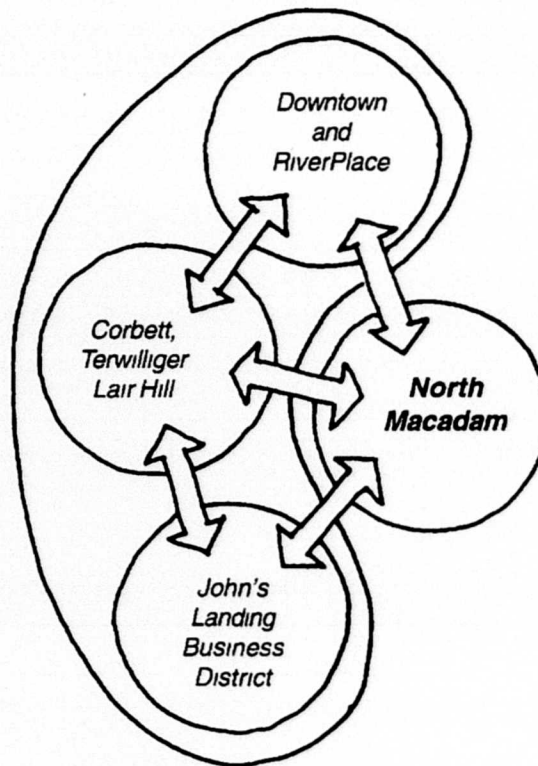 Downtown
and
RiverPlace
Corbett,
Terwilliger
Lair Hill
North
Macadam
John's
Landing
Business
District